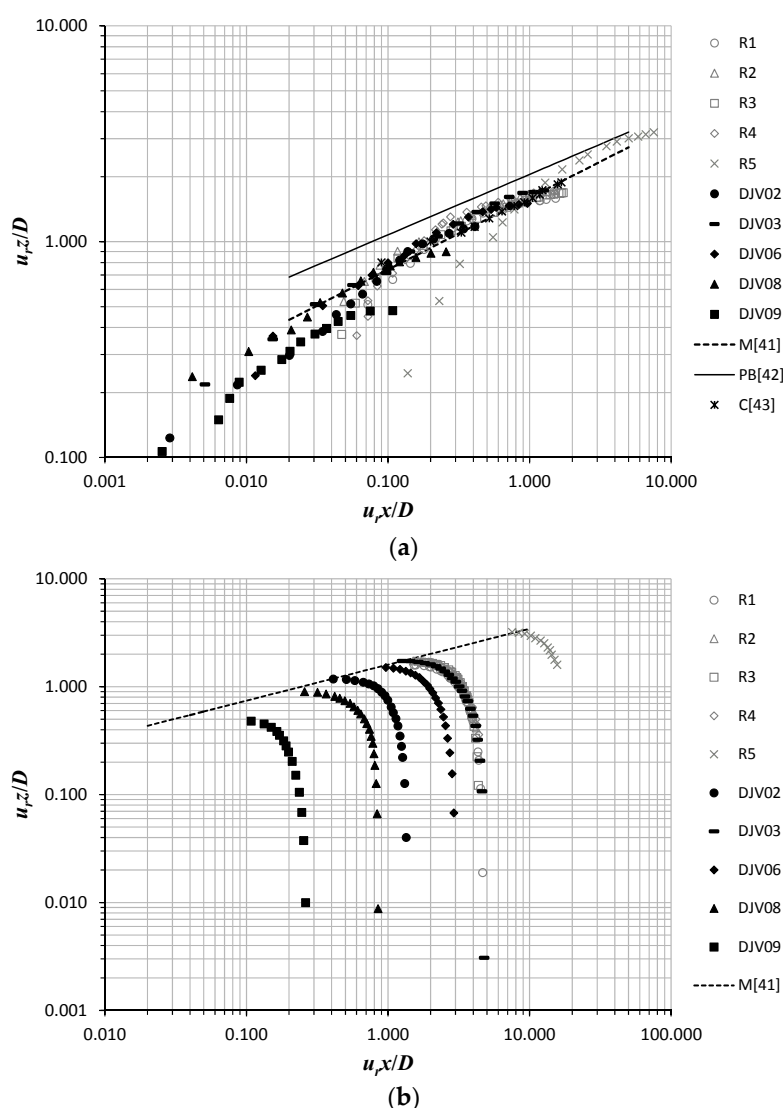 10.000
1.000
0.100
u_r z/D
0.001
0.010
0.100
1.000
10.000
u_r x/D
R1
R2
R3
R4
R5
DJV02
DJV03
DJV06
DJV08
DJV09
M[41]
PB[42]
C[43]
(a)
10.000
1.000
0.100
0.010
0.001
u_r z/D
0.010
0.100
1.000
10.000
100.000
u_r x/D
R1
R2
R3
R4
R5
DJV02
DJV03
DJV06
DJV08
DJV09
M[41]
(b)